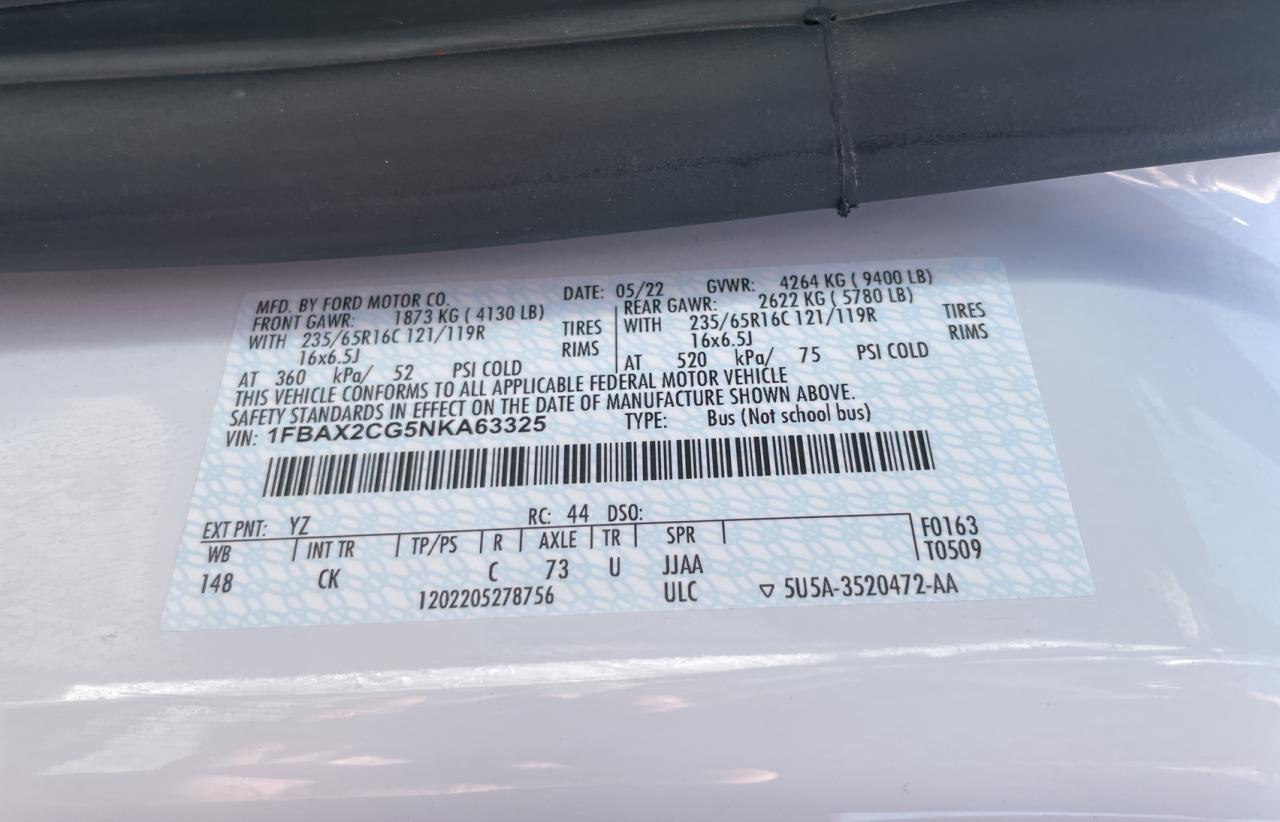 MFD. BY FORD MOTOR CO. DATE: 05/22 GVWR: 4264 KG ( 9400 LB)
FRONT GAWR: 1873 KG ( 4130 LB) REAR GAWR: 2622 KG ( 5780 LB)
WITH 235/65R16C 121/119R TIRES WITH 235/65R16C 121/119R TIRES
16x6.5J RIMS 16x6.5J RIMS
AT 360 kPa/ 52 PSI COLD AT 520 kPa/ 75 PSI COLD
THIS VEHICLE CONFORMS TO ALL APPLICABLE FEDERAL MOTOR VEHICLE
SAFETY STANDARDS IN EFFECT ON THE DATE OF MANUFACTURE SHOWN ABOVE.
VIN: 1FBAX2CG5NKA63325 TYPE: Bus (Not school bus)
EXT PNT: YZ RC: 44 DSO:
WB INT TR TP/PS R AXLE TR SPR F0163
T0509
148 CK C 73 U JJAA
1202205278756 ULC ▽ 5U5A-3520472-AA